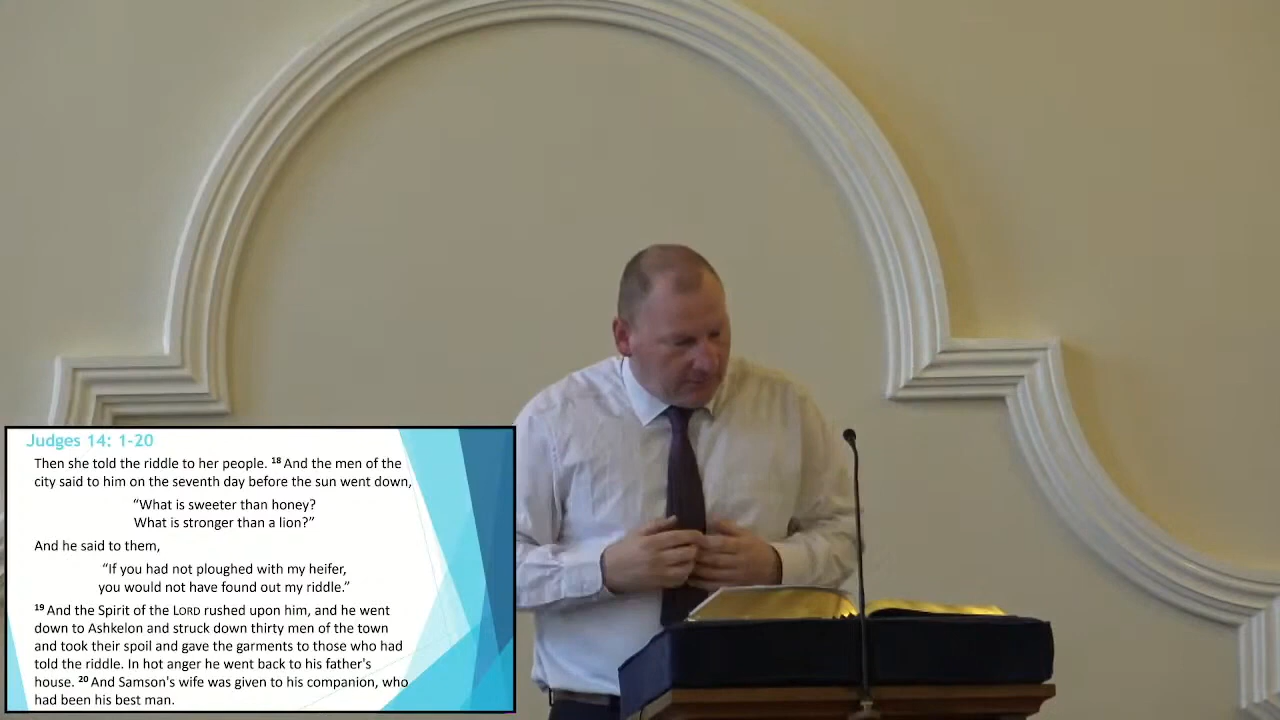 Judges 14: 1-20
Then she told the riddle to her people. ¹⁸ And the men of the
city said to him on the seventh day before the sun went down,
“What is sweeter than honey?
What is stronger than a lion?”
And he said to them,
“If you had not ploughed with my heifer,
you would not have found out my riddle.”
¹⁹ And the Spirit of the LORD rushed upon him, and he went
down to Ashkelon and struck down thirty men of the town
and took their spoil and gave the garments to those who had
told the riddle. In hot anger he went back to his father's
house. ²⁰ And Samson's wife was given to his companion, who
had been his best man.